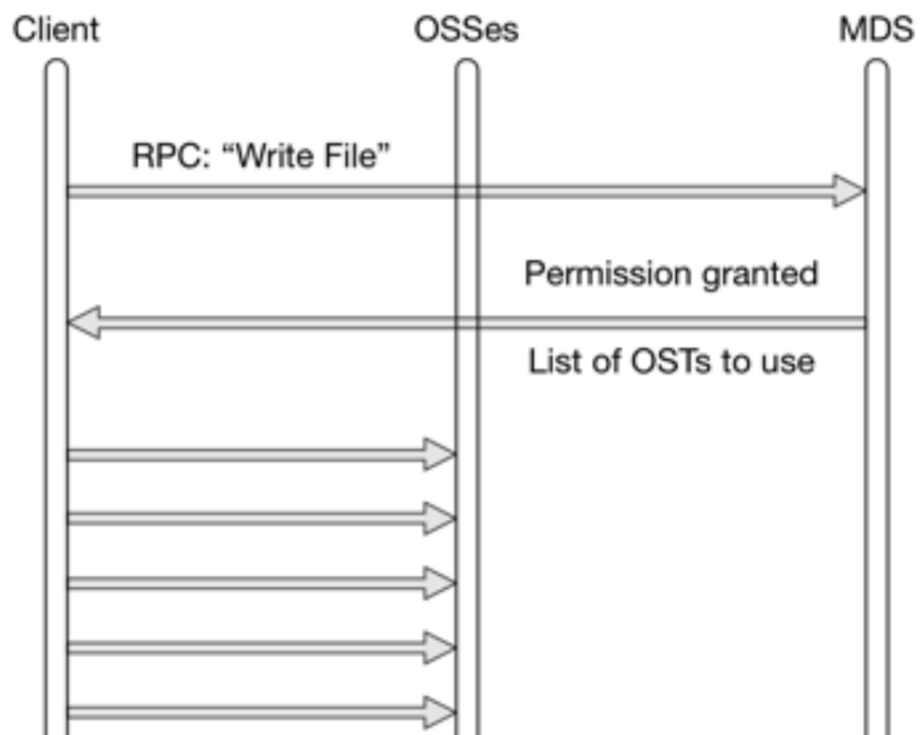 Client OSSes MDS
RPC: “Write File”
Permission granted
List of OSTs to use